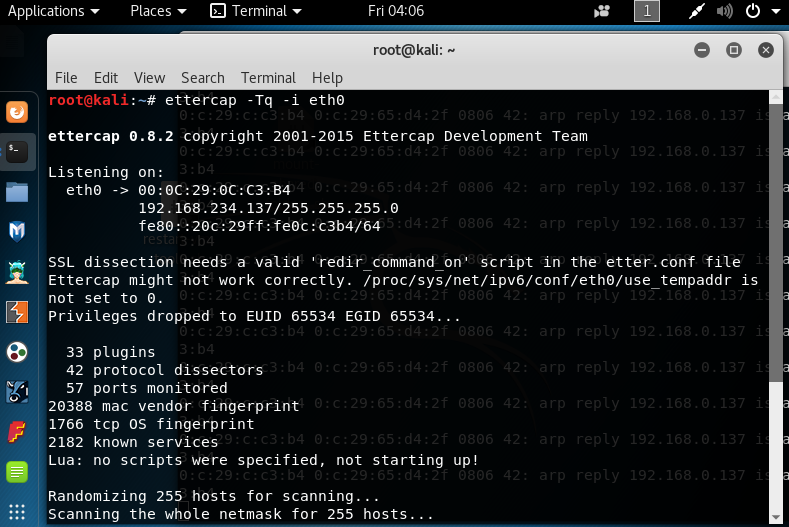 Applications Places Terminal Fri 04:06 1
root@kali: ~
File Edit View Search Terminal Help
root@kali:~# ettercap -Tq -i eth0
ettercap 0.8.2 copyright 2001-2015 Ettercap Development Team
Listening on:
eth0 -> 00:0C:29:0C:C3:B4
192.168.234.137/255.255.255.0
fe80::20c:29ff:fe0c:c3b4/64
SSL dissection needs a valid 'redir_command_on' script in the etter.conf file
Ettercap might not work correctly. /proc/sys/net/ipv6/conf/eth0/use_tempaddr is
not set to 0.
Privileges dropped to EUID 65534 EGID 65534...
33 plugins
42 protocol dissectors
57 ports monitored
20388 mac vendor fingerprint
1766 tcp OS fingerprint
2182 known services
Lua: no scripts were specified, not starting up!
Randomizing 255 hosts for scanning...
Scanning the whole netmask for 255 hosts...